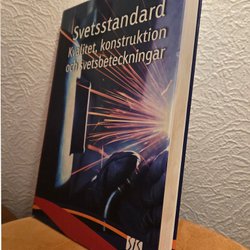 Svetsstandard
Kvalitet, konstruktion
och svetsbeteckningar
SIS